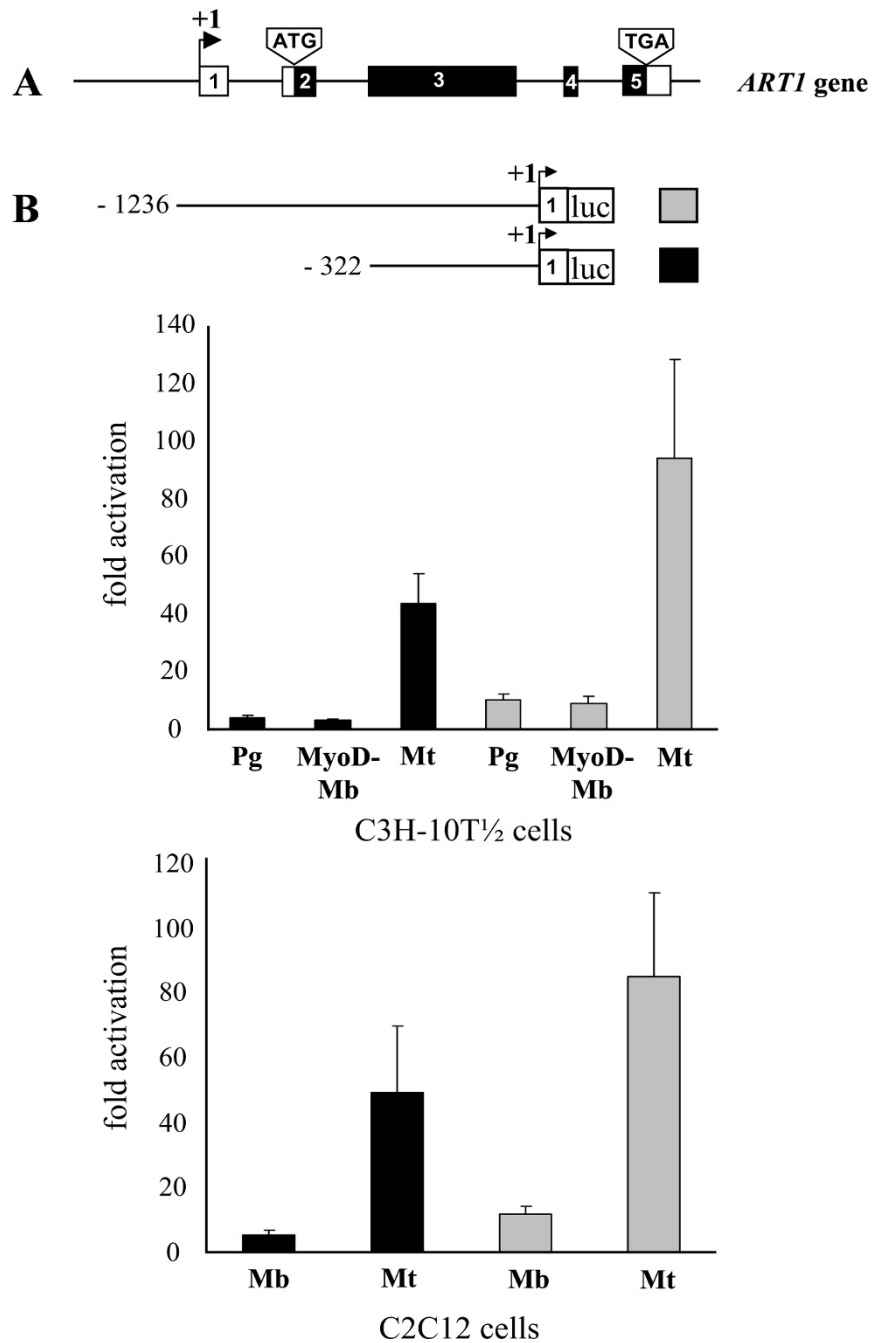 +1
ATG
TGA
A
1
2
3
4
5
ART1 gene
B
+1
- 1236
1
luc
+1
- 322
1
luc
140
120
100
80
60
40
20
0
fold activation
Pg
MyoD-
Mb
Mt
Pg
MyoD-
Mb
Mt
C3H-10T½ cells
120
100
80
60
40
20
0
fold activation
Mb
Mt
Mb
Mt
C2C12 cells